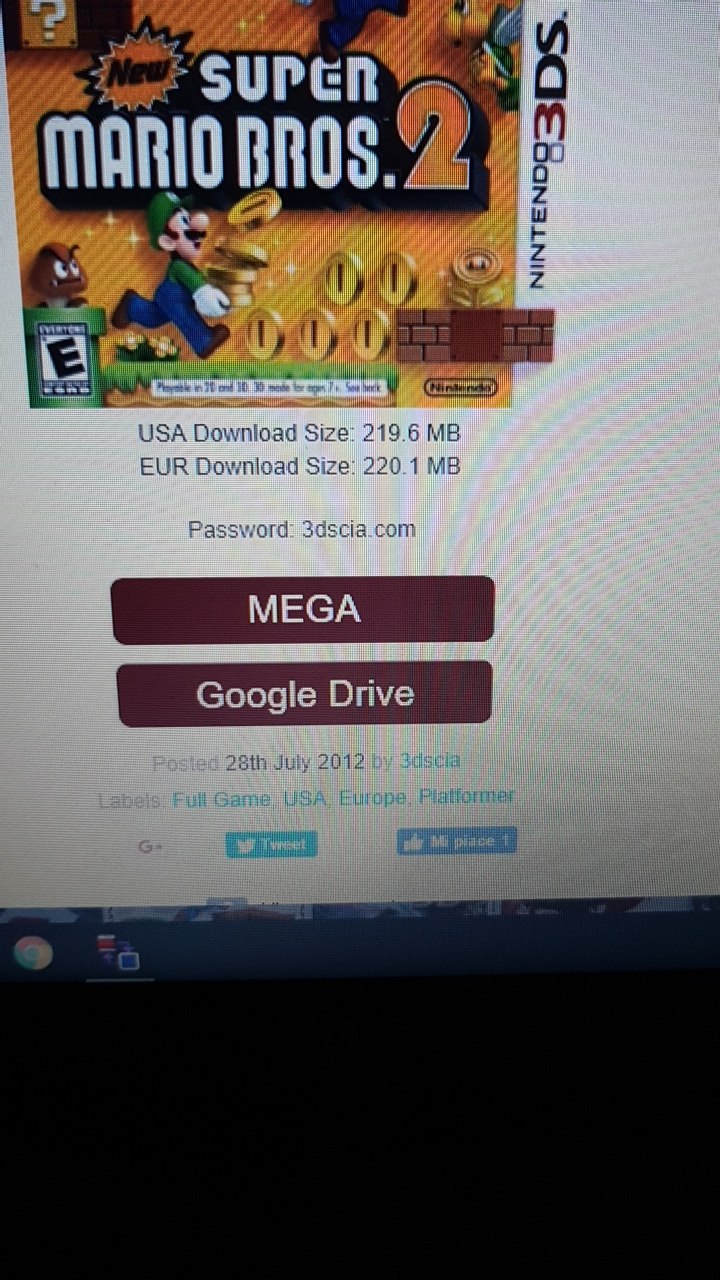 ?
New SUPER
MARIO BROS. 2
NINTENDO 3DS.
EVERYONE
E
Playable in 2D and 3D. 3D mode for ages 7+. See back.
Nintendo
USA Download Size: 219.6 MB
EUR Download Size: 220.1 MB
Password: 3dscia.com
MEGA
Google Drive
Posted 28th July 2012 by 3dscia
Labels: Full Game, USA, Europe, Platformer
G+
Tweet
Mi piace 1